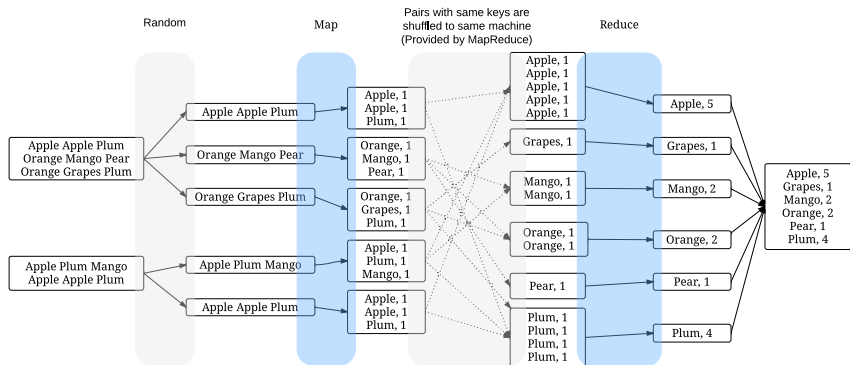 Pairs with same keys are
Random
Map
shuffled to same machine
Reduce
(Provided by MapReduce)
Apple Apple Plum
Orange Mango Pear
Orange Grapes Plum
Apple Plum Mango
Apple Apple Plum
Apple Apple Plum
Orange Mango Pear
Orange Grapes Plum
Apple Plum Mango
Apple Apple Plum
Apple, 1
Apple, 1
Plum, 1
Orange, 1
Mango, 1
Pear, 1
Orange, 1
Grapes, 1
Plum, 1
Apple, 1
Plum, 1
Mango, 1
Apple, 1
Apple, 1
Plum, 1
Apple, 1
Apple, 1
Apple, 1
Apple, 1
Apple, 1
Grapes, 1
Mango, 1
Mango, 1
Orange, 1
Orange, 1
Pear, 1
Plum, 1
Plum, 1
Plum, 1
Plum, 1
Apple, 5
Grapes, 1
Mango, 2
Orange, 2
Pear, 1
Plum, 4
Apple, 5
Grapes, 1
Mango, 2
Orange, 2
Pear, 1
Plum, 4